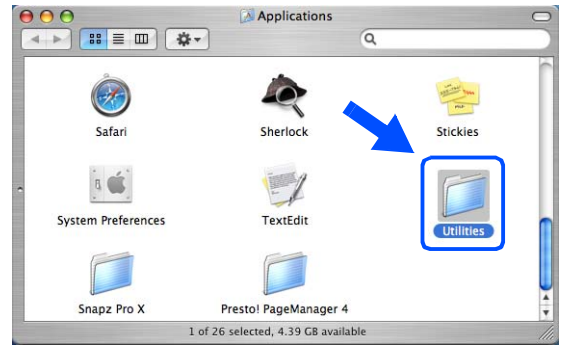 Applications
Safari
Sherlock
Stickies
System Preferences
TextEdit
Utilities
Snapz Pro X
Presto! PageManager 4
1 of 26 selected, 4.39 GB available